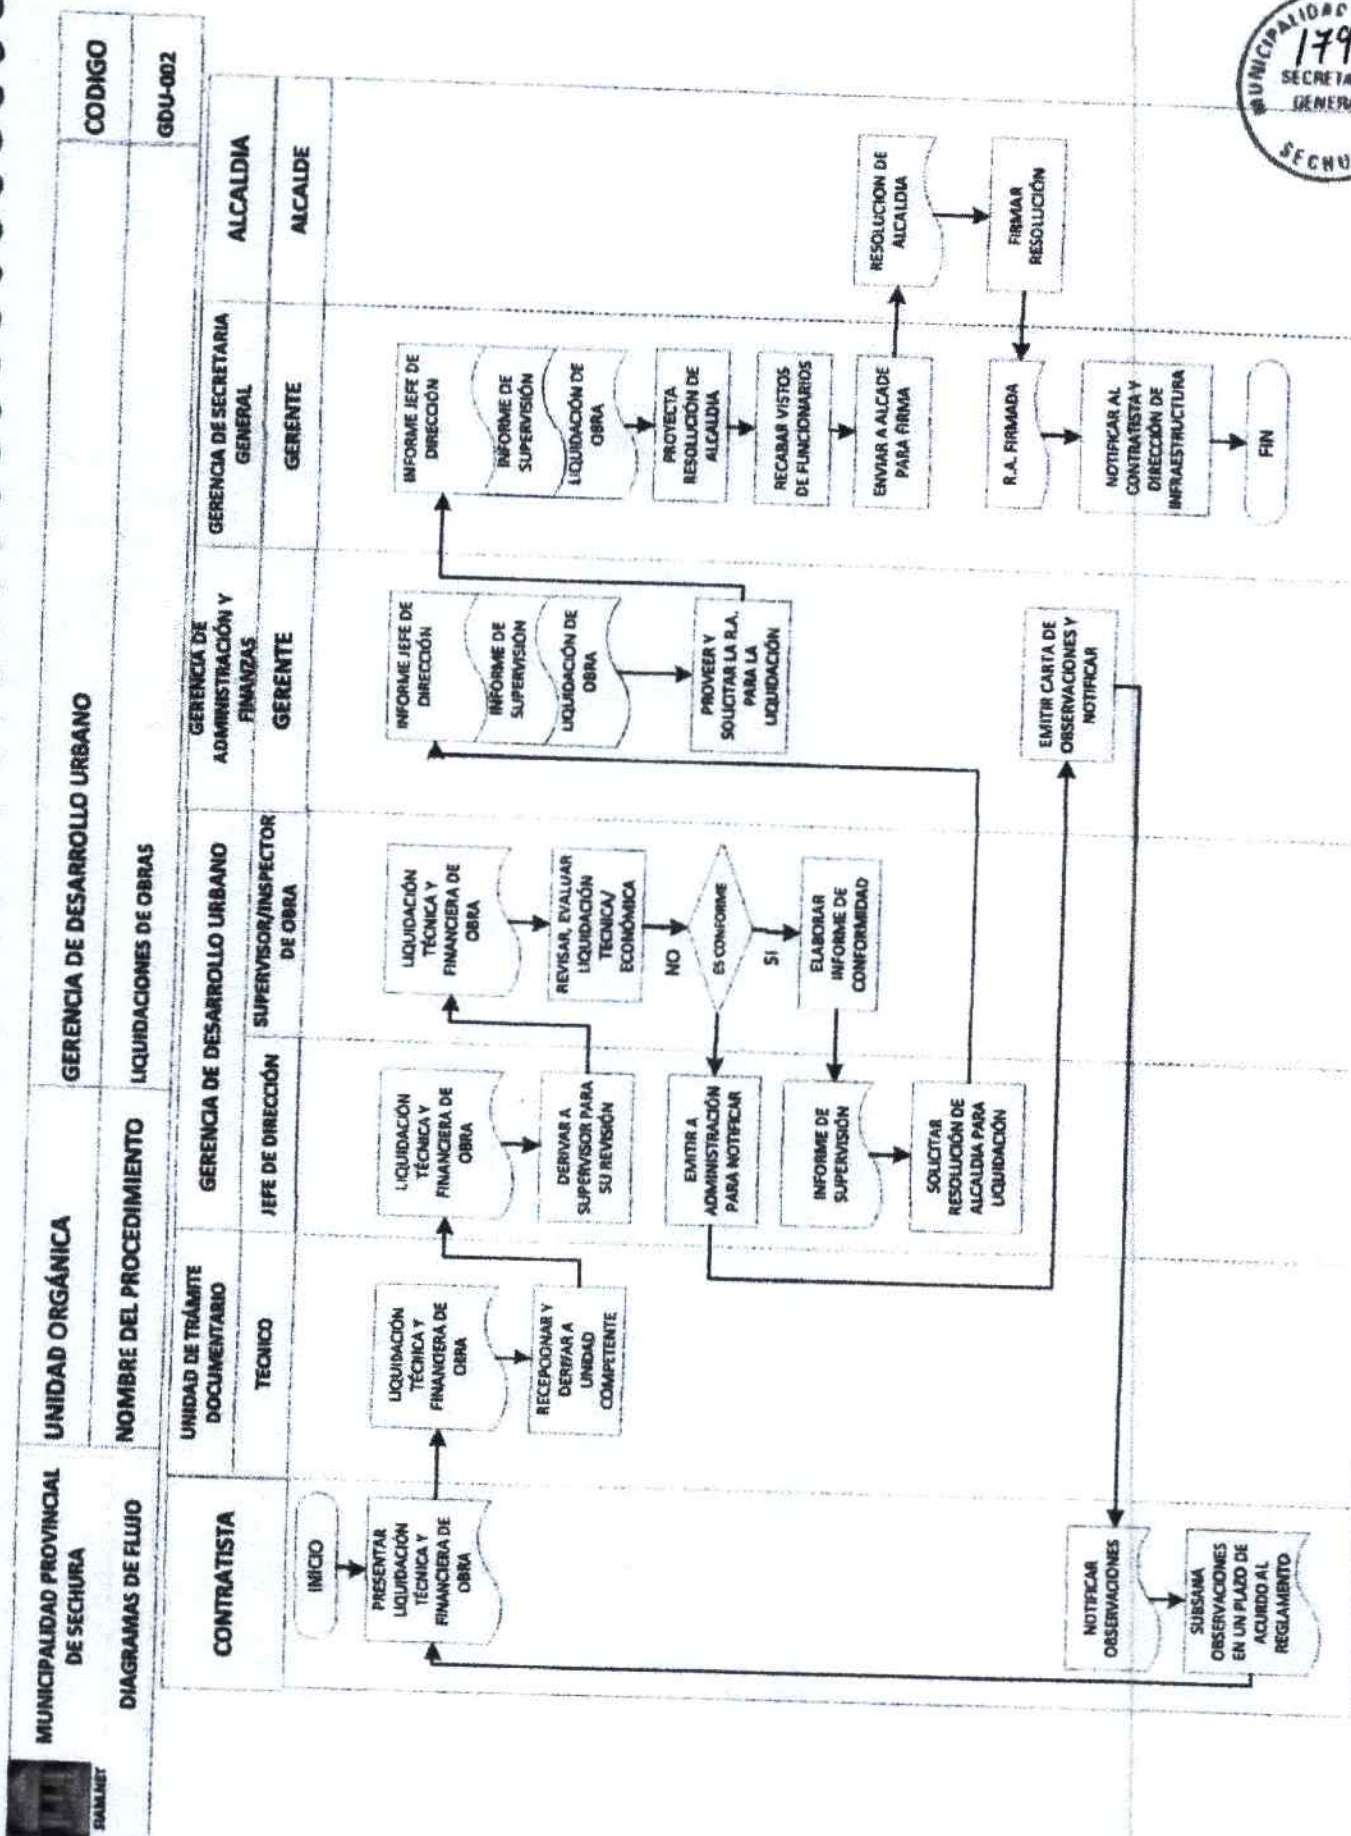 MUNICIPALIDAD PROVINCIAL
DE SECHURA
UNIDAD ORGÁNICA
GERENCIA DE DESARROLLO URBANO
CODIGO
SIAM.NET
DIAGRAMAS DE FLUJO
NOMBRE DEL PROCEDIMIENTO
LIQUIDACIONES DE OBRAS
GDU-002
CONTRATISTA
UNIDAD DE TRÁMITE
DOCUMENTARIO
GERENCIA DE DESARROLLO URBANO
GERENCIA DE
ADMINISTRACIÓN Y
FINANZAS
GERENCIA DE SECRETARIA
GENERAL
ALCALDIA
TECNICO
JEFE DE DIRECCIÓN
SUPERVISOR/INSPECTOR
DE OBRA
GERENTE
GERENTE
ALCALDE
INICIO
PRESENTAR
LIQUIDACIÓN
TÉCNICA Y
FINANCIERA DE
OBRA
NOTIFICAR
OBSERVACIONES
SUBSANA
OBSERVACIONES
EN UN PLAZO DE
ACURDO AL
REGLAMENTO
LIQUIDACIÓN
TÉCNICA Y
FINANCIERA DE
OBRA
RECEPCIONAR Y
DERIFAR A
UNIDAD
COMPETENTE
LIQUIDACIÓN
TÉCNICA Y
FINANCIERA DE
OBRA
DERIVAR A
SUPERVISOR PARA
SU REVISIÓN
EMITIR A
ADMINISTRACIÓN
PARA NOTIFICAR
INFORME DE
SUPERVISIÓN
SOLICITAR
RESOLUCIÓN DE
ALCALDIA PARA
LIQUIDACIÓN
LIQUIDACIÓN
TÉCNICA Y
FINANCIERA DE
OBRA
REVISAR, EVALUAR
LIQUIDACIÓN
TECNICA/
ECONÓMICA
NO
ES CONFORME
SI
ELABORAR
INFORME DE
CONFORMIDAD
INFORME JEFE DE
DIRECCIÓN
INFORME DE
SUPERVISIÓN
LIQUIDACIÓN DE
OBRA
PROVEER Y
SOLICITAR LA R.A.
PARA LA
LIQUIDACIÓN
EMITIR CARTA DE
OBSERVACIONES Y
NOTIFICAR
INFORME JEFE DE
DIRECCIÓN
INFORME DE
SUPERVISIÓN
LIQUIDACIÓN DE
OBRA
PROYECTA
RESOLUCIÓN DE
ALCALDIA
RECABAR VISTOS
DE FUNCIONARIOS
ENVIAR A ALCADE
PARA FIRMA
R.A. FIRMADA
NOTIFICAR AL
CONTRATISTA Y
DIRECCIÓN DE
INFRAESTRUCTURA
FIN
RESOLUCION DE
ALCALDIA
FIRMAR
RESOLUCIÓN
MUNICIPALIDAD
179
SECRETA
GENERA
SECHU